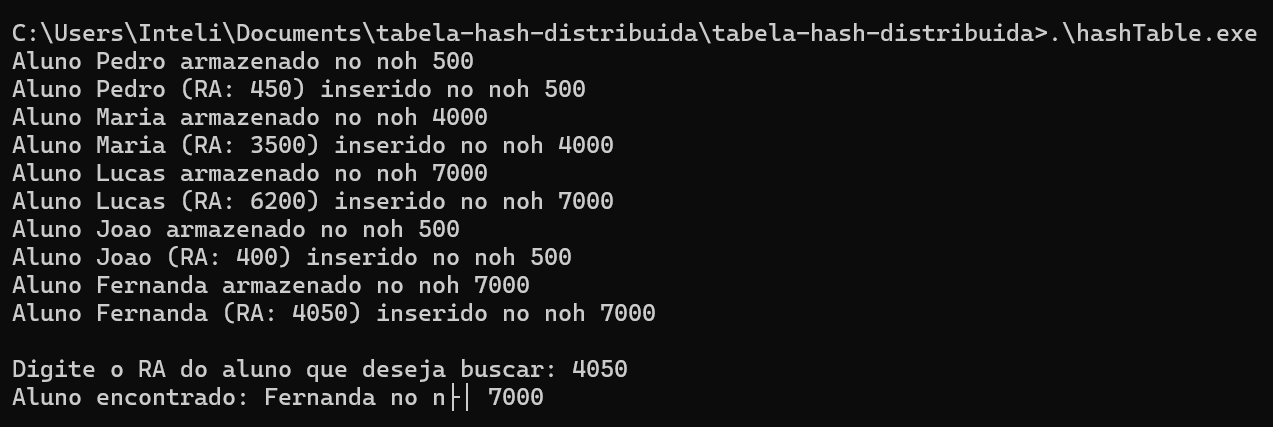 C:\Users\Inteli\Documents\tabela-hash-distribuida\tabela-hash-distribuida>.\hashTable.exe
Aluno Pedro armazenado no noh 500
Aluno Pedro (RA: 450) inserido no noh 500
Aluno Maria armazenado no noh 4000
Aluno Maria (RA: 3500) inserido no noh 4000
Aluno Lucas armazenado no noh 7000
Aluno Lucas (RA: 6200) inserido no noh 7000
Aluno Joao armazenado no noh 500
Aluno Joao (RA: 400) inserido no noh 500
Aluno Fernanda armazenado no noh 7000
Aluno Fernanda (RA: 4050) inserido no noh 7000
Digite o RA do aluno que deseja buscar: 4050
Aluno encontrado: Fernanda no n├│ 7000